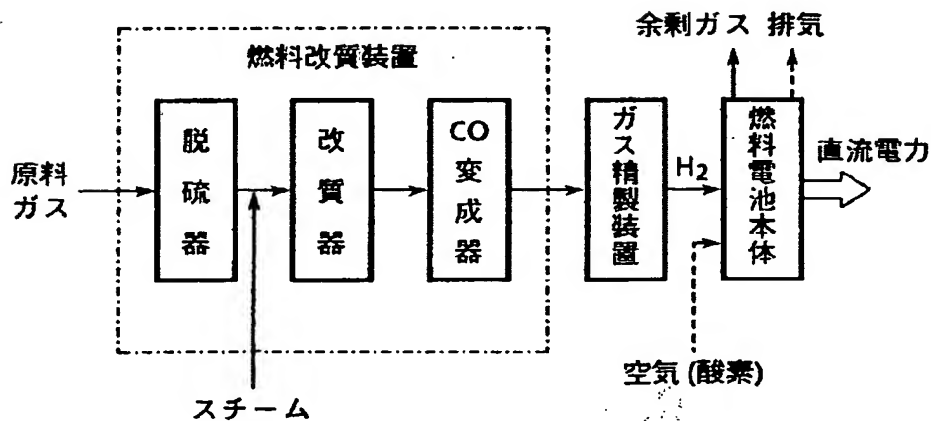 余剰ガス 排気
燃料改質装置
脱硫器
改質器
CO変成器
ガス精製装置
燃料電池本体
原料
ガス
H2
直流電力
空気(酸素)
スチーム